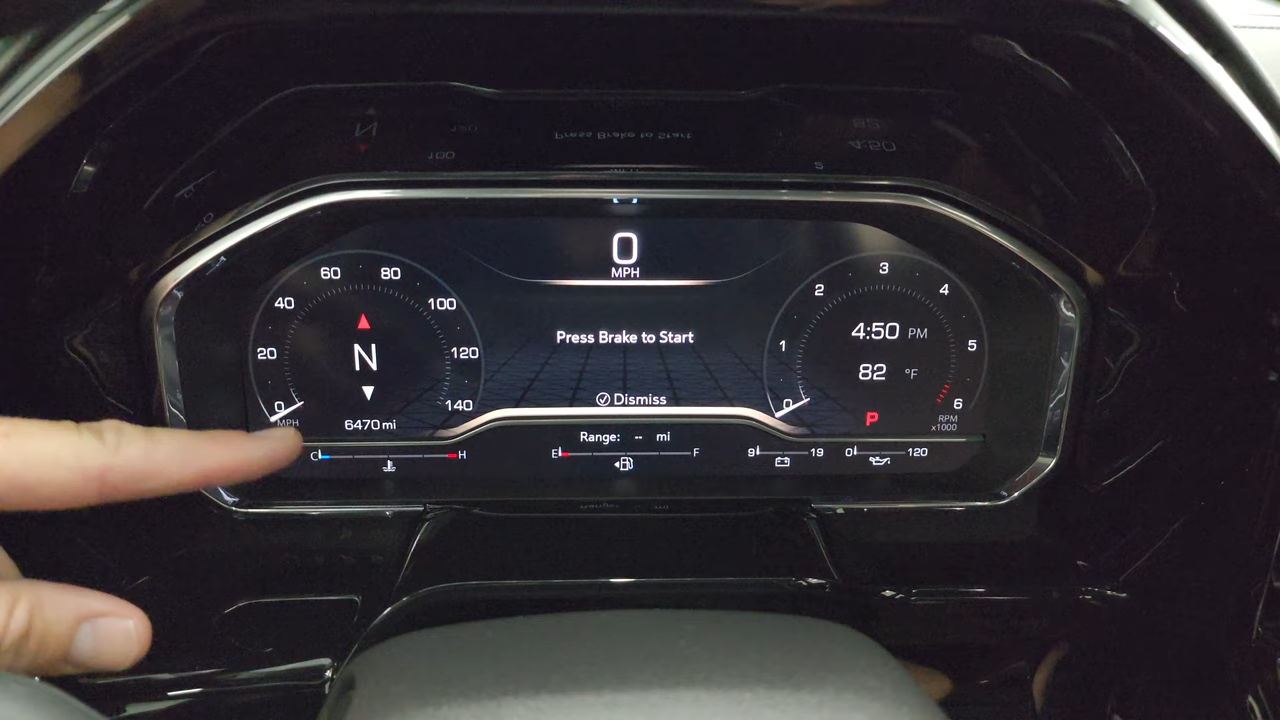 0
MPH
60 80
40 100
20 120
0 140
MPH
N
6470 mi
Press Brake to Start
Dismiss
3
2 4
1 5
0 6
4:50 PM
82 °F
P
RPM
x1000
C H
Range: -- mi
E F
9 19
0 120